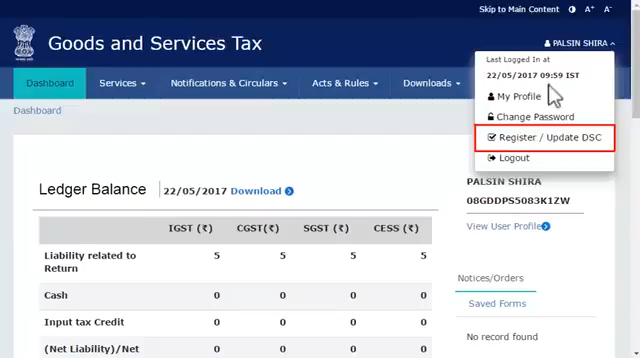 Skip to Main Content A+ A-
Goods and Services Tax
PALSIN SHIRA
Dashboard Services Notifications & Circulars Acts & Rules Downloads
Last Logged In at
22/05/2017 09:59 IST
My Profile
Change Password
Register / Update DSC
Logout
Dashboard
Ledger Balance 22/05/2017 Download
IGST (₹) CGST(₹) SGST (₹) CESS (₹)
Liability related to Return 5 5 5 5
Cash 0 0 0 0
Input tax Credit 0 0 0 0
(Net Liability)/Net 0 0 0 0
PALSIN SHIRA
08GDDPS5083K1ZW
View User Profile
Notices/Orders
Saved Forms
No record found